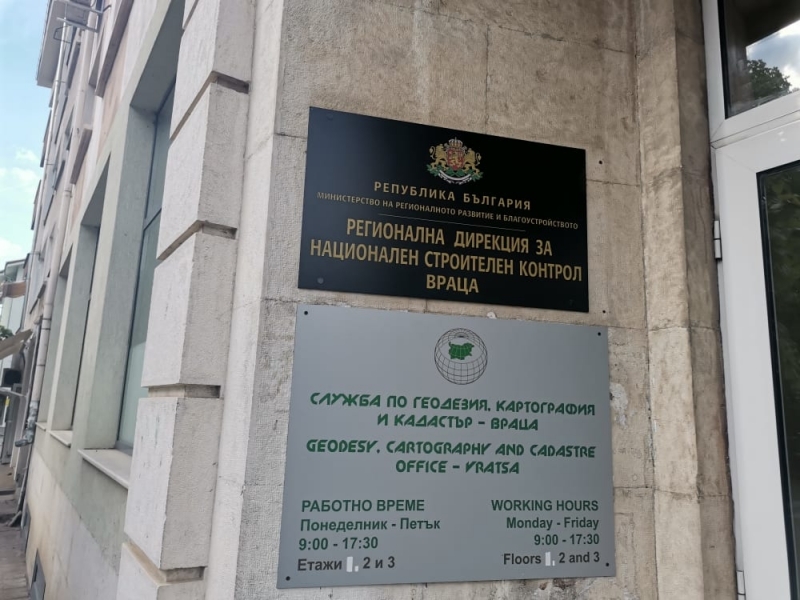 РЕПУБЛИКА БЪЛГАРИЯ
МИНИСТЕРСТВО НА РЕГИОНАЛНОТО РАЗВИТИЕ И БЛАГОУСТРОЙСТВОТО
РЕГИОНАЛНА ДИРЕКЦИЯ ЗА
НАЦИОНАЛЕН СТРОИТЕЛЕН КОНТРОЛ
ВРАЦА
СЛУЖБА ПО ГЕОДЕЗИЯ, КАРТОГРАФИЯ
И КАДАСТЪР – ВРАЦА
GEODESY, CARTOGRAPHY AND CADASTRE
OFFICE – VRATSA
РАБОТНО ВРЕМЕ
Понеделник - Петък
9:00 - 17:30
Етажи , 2 и 3
WORKING HOURS
Monday - Friday
9:00 - 17:30
Floors , 2 and 3